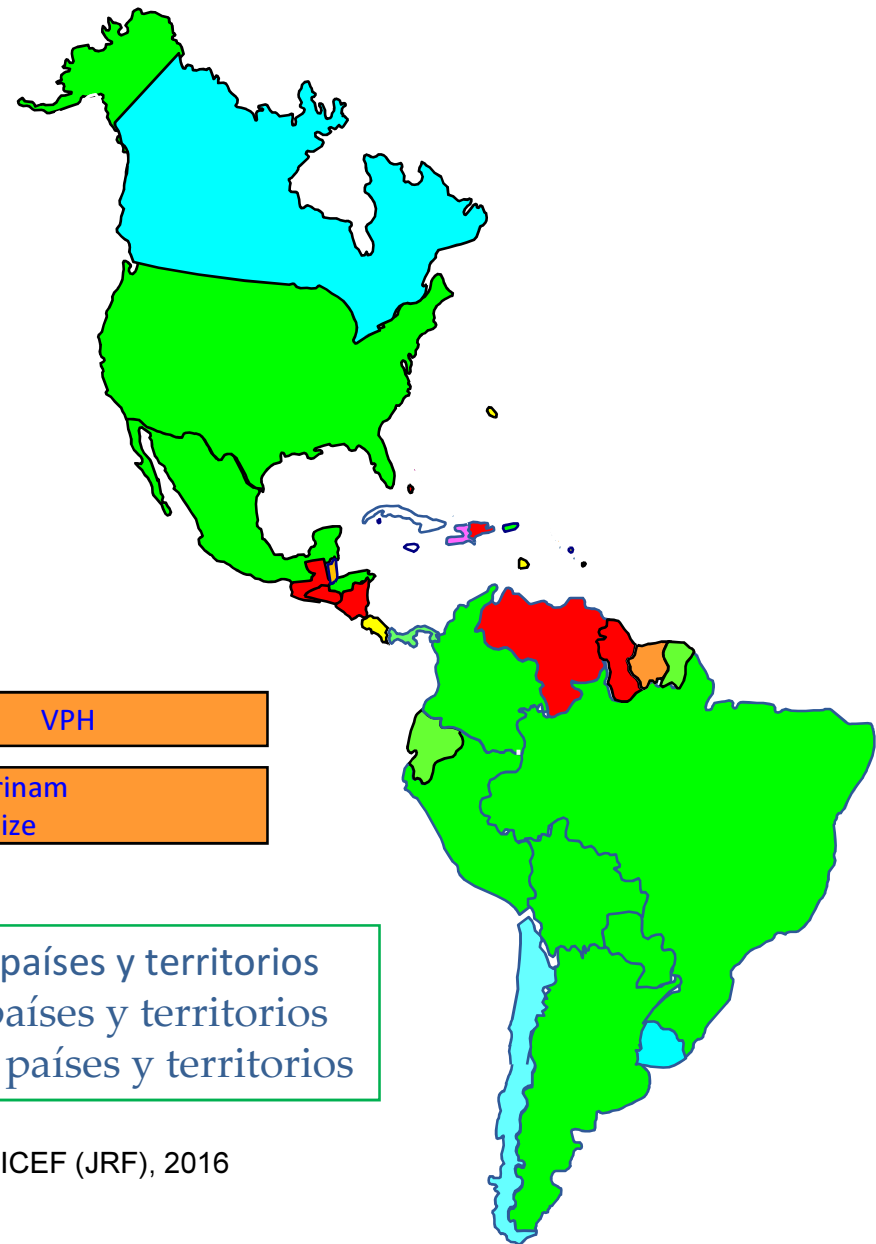 VPH
rinam
ize
países y territorios
países y territorios
países y territorios
ICEF (JRF), 2016